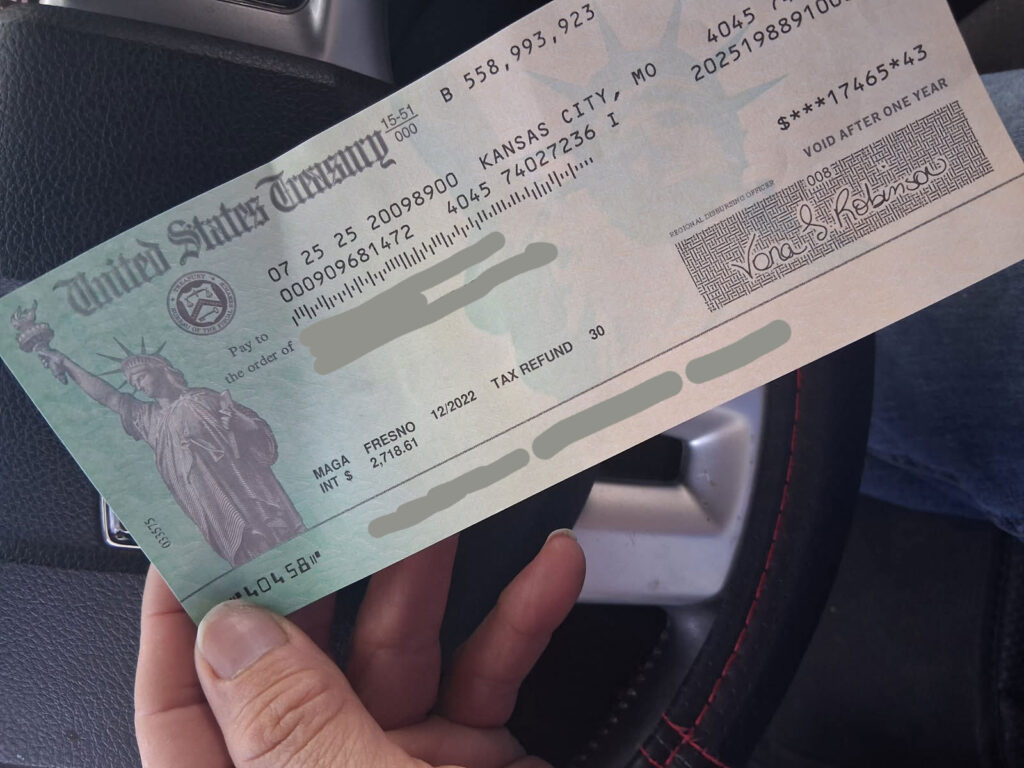 United States Treasury 15-51 000 B 558,993,923
07 25 25 20098900 KANSAS CITY, MO 4045
00909681472 4045 74027236 I
Pay to
the order of
$***17465*43
VOID AFTER ONE YEAR
REGIONAL DISBURSING OFFICER
008
Vona S Robinson
MAGA FRESNO 12/2022 TAX REFUND 30
INT $ 2,718.61
033575
⑈40458⑈